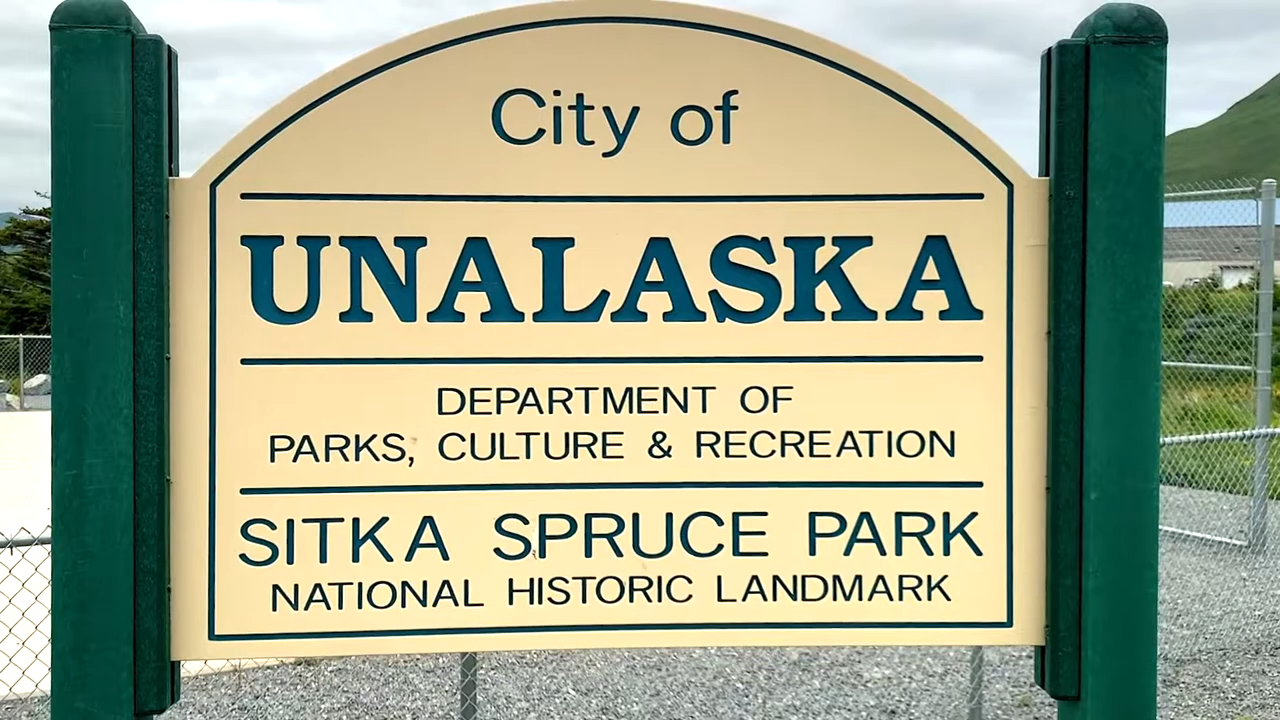 City of
UNALASKA
DEPARTMENT OF
PARKS, CULTURE & RECREATION
SITKA SPRUCE PARK
NATIONAL HISTORIC LANDMARK